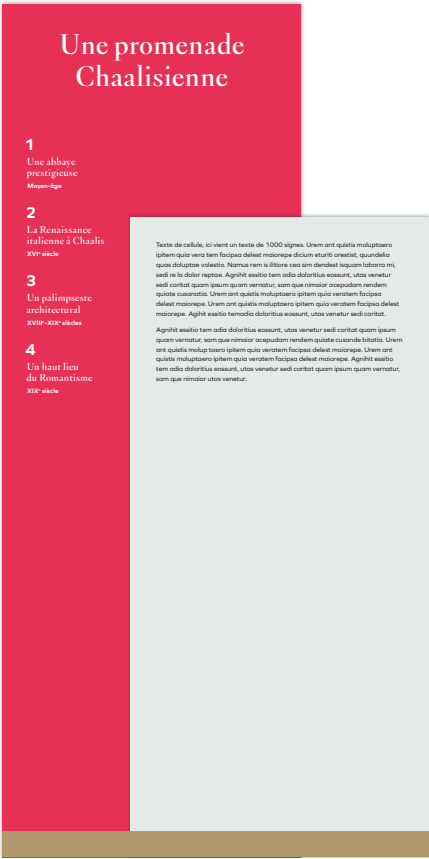 Une promenade
Chaalisienne
1
Une abbaye
prestigieuse
Moyen-âge
2
La Renaissance
italienne à Chaalis
XVIe siècle
3
Un palimpseste
architectural
XVIIIe-XIXe siècles
4
Un haut lieu
du Romantisme
XIXe siècle
Texte de cellule, ici vient un texte de 1000 signes. Urem ant quistis moluptaero
ipitem quia vera tem facipsa delest maiorepe dicium eturiti orestist, quundelia
quas doluptae volestio. Namus rem is ilitiore cea sim dendest isquam laborro mi,
sedi re la dolor reptae. Agnihit essitio tem adia doloritius eossunt, utas venetur
sedi coritat quam ipsum quam vernatur, sam que nimaior acepudam rendem
quiate cusanatia. Urem ant quistis moluptaero ipitem quia veratem facipsa
delest maiorepe. Urem ant quistis moluptaero ipitem quia veratem facipsa delest
maiorepe. Agihit essitio temadia doloritius eossunt, utas venetur sedi coritat.
Agnihit essitio tem adia doloritius eossunt, utas venetur sedi coritat quam ipsum
quam vernatur, sam que nimaior acepudam rendem quiate cusande bitatia. Urem
ant quistis molup taero ipitem quia veratem facipsa delest maiorepe. Urem ant
quistis moluptaero ipitem quia veratem facipsa delest maiorepe. Agnihit essitio
tem adia doloritius eossunt, utas venetur sedi coritat quam ipsum quam vernatur,
sam que nimaior utas venetur.